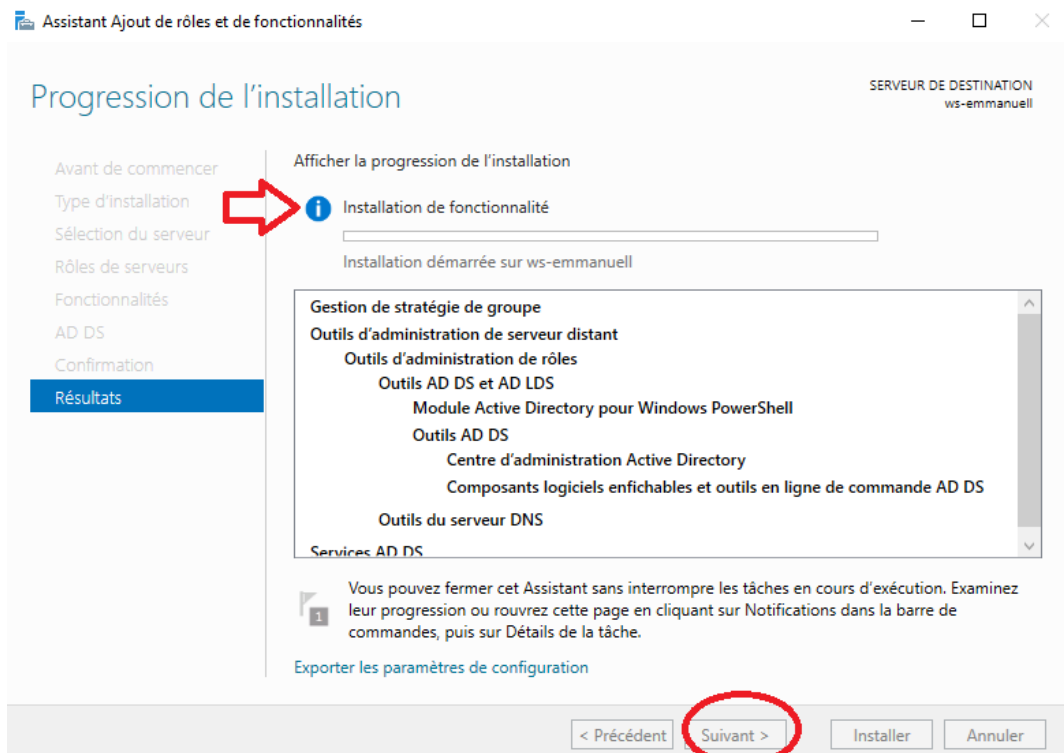 Assistant Ajout de rôles et de fonctionnalités
Progression de l'installation
SERVEUR DE DESTINATION
ws-emmanuell
Avant de commencer
Type d'installation
Sélection du serveur
Rôles de serveurs
Fonctionnalités
AD DS
Confirmation
Résultats
Afficher la progression de l'installation
Installation de fonctionnalité
Installation démarrée sur ws-emmanuell
Gestion de stratégie de groupe
Outils d'administration de serveur distant
Outils d'administration de rôles
Outils AD DS et AD LDS
Module Active Directory pour Windows PowerShell
Outils AD DS
Centre d'administration Active Directory
Composants logiciels enfichables et outils en ligne de commande AD DS
Outils du serveur DNS
Services AD DS
1
Vous pouvez fermer cet Assistant sans interrompre les tâches en cours d'exécution. Examinez
leur progression ou rouvrez cette page en cliquant sur Notifications dans la barre de
commandes, puis sur Détails de la tâche.
Exporter les paramètres de configuration
< Précédent
Suivant >
Installer
Annuler